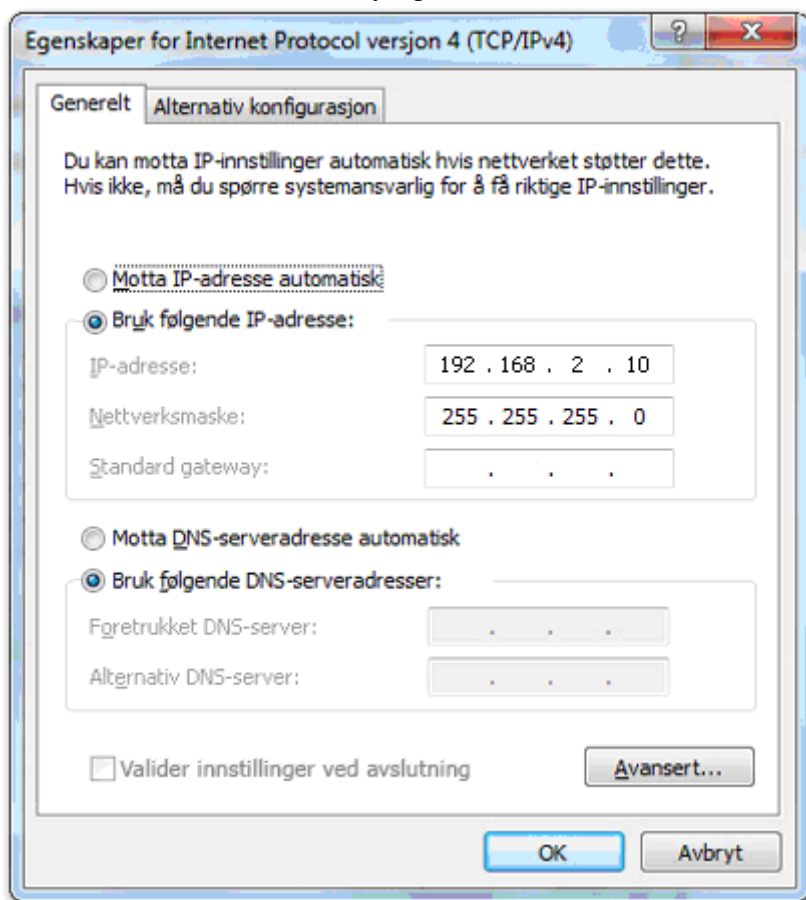 Egenskaper for Internet Protocol versjon 4 (TCP/IPv4)
Generelt
Alternativ konfigurasjon
Du kan motta IP-innstillinger automatisk hvis nettverket støtter dette.
Hvis ikke, må du spørre systemansvarlig for å få riktige IP-innstillinger.
Motta IP-adresse automatisk
Bruk følgende IP-adresse:
IP-adresse: 192 . 168 . 2 . 10
Nettverksmaske: 255 . 255 . 255 . 0
Standard gateway: . . .
Motta DNS-serveradresse automatisk
Bruk følgende DNS-serveradresser:
Foretrukket DNS-server: . . .
Alternativ DNS-server: . . .
Valider innstillinger ved avslutning
Avansert...
OK
Avbryt